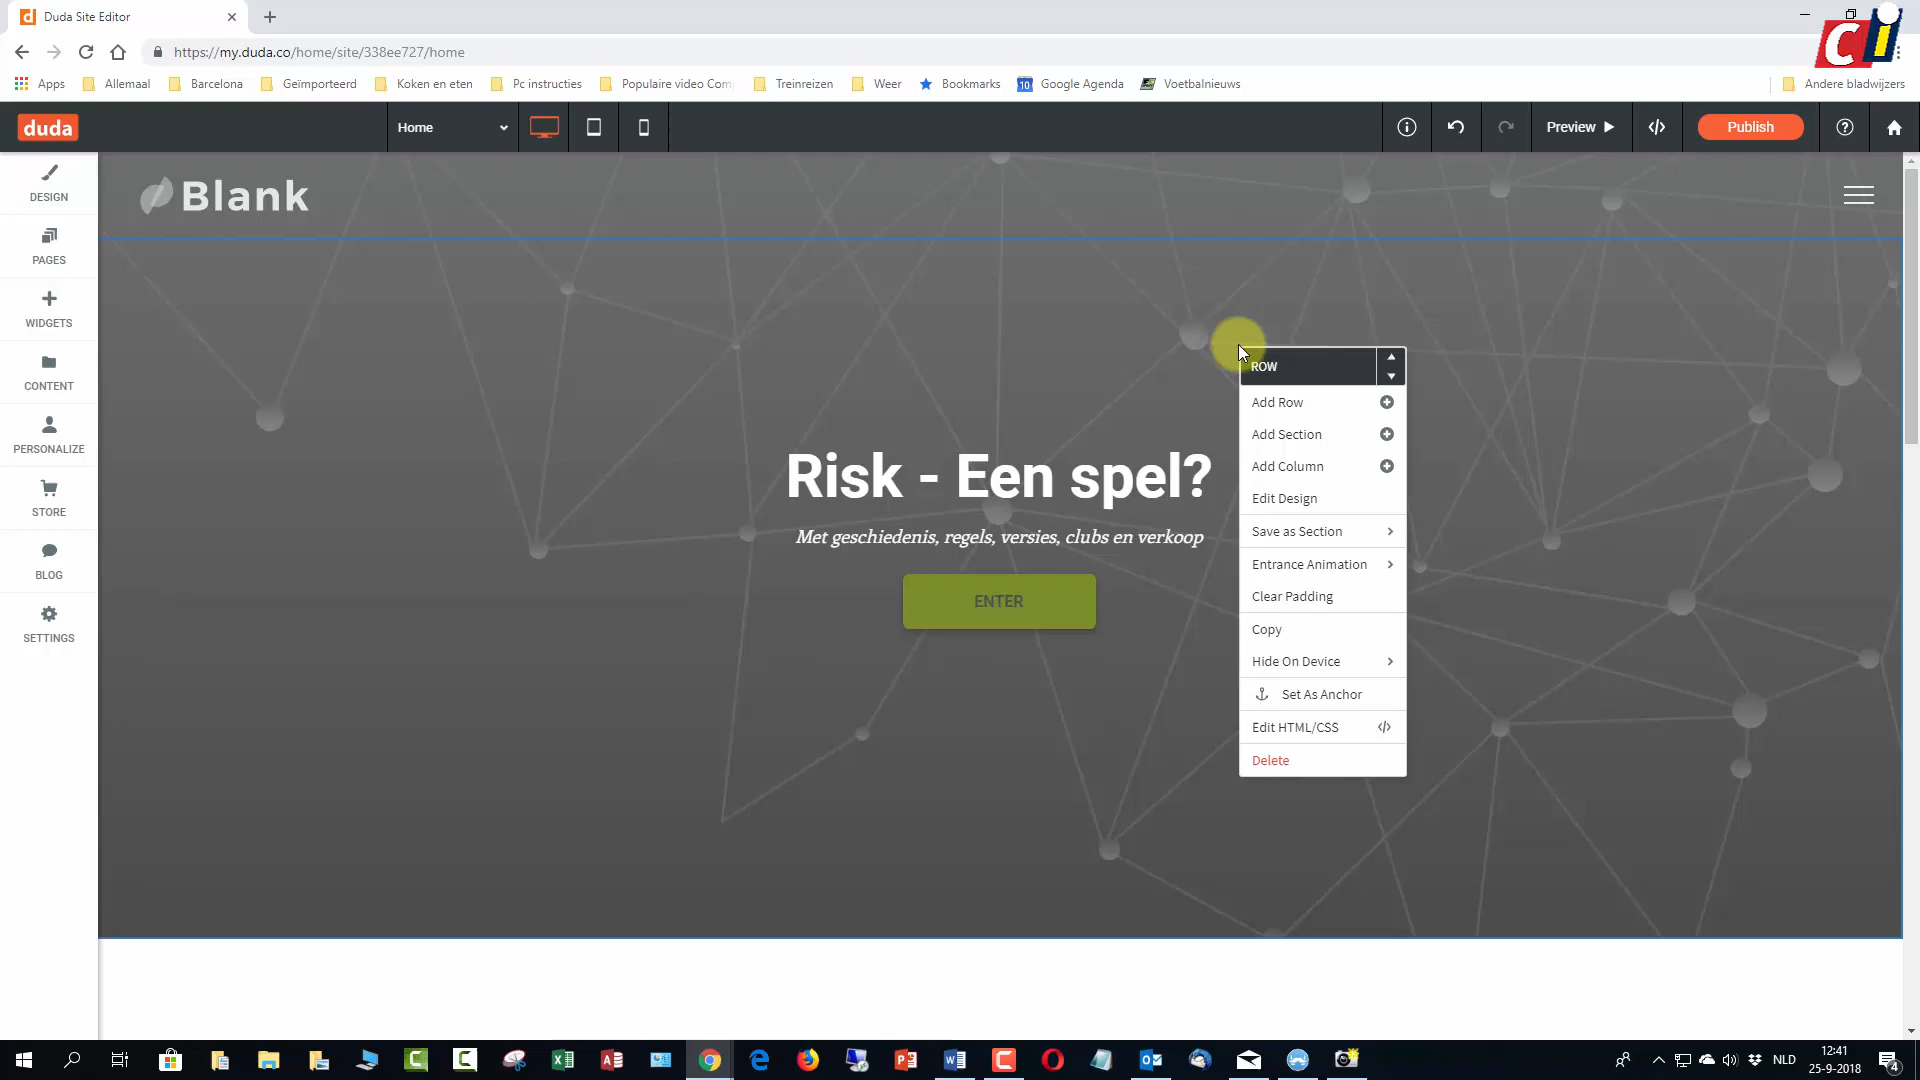 Duda Site Editor
https://my.duda.co/home/site/338ee727/home
Apps Allemaal Barcelona Geïmporteerd Koken en eten Pc instructies Populaire video Com Treinreizen Weer Bookmarks Google Agenda Voetbalnieuws Andere bladwijzers
Ci
duda Home Preview Publish
DESIGN
PAGES
WIDGETS
CONTENT
PERSONALIZE
STORE
BLOG
SETTINGS
Blank
Risk - Een spel?
Met geschiedenis, regels, versies, clubs en verkoop
ENTER
ROW
Add Row
Add Section
Add Column
Edit Design
Save as Section
Entrance Animation
Clear Padding
Copy
Hide On Device
Set As Anchor
Edit HTML/CSS
Delete
NLD
12:41
25-9-2018
4